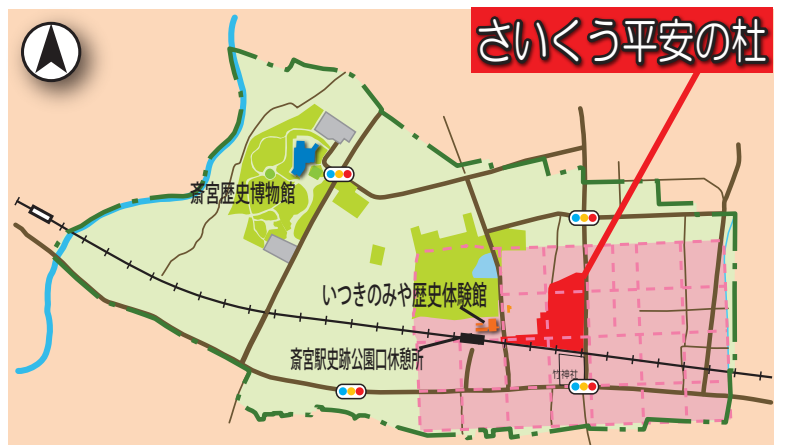 さいくう平安の杜
斎宮歴史博物館
いつきのみや歴史体験館
斎宮駅史跡公園口休憩所
竹神社